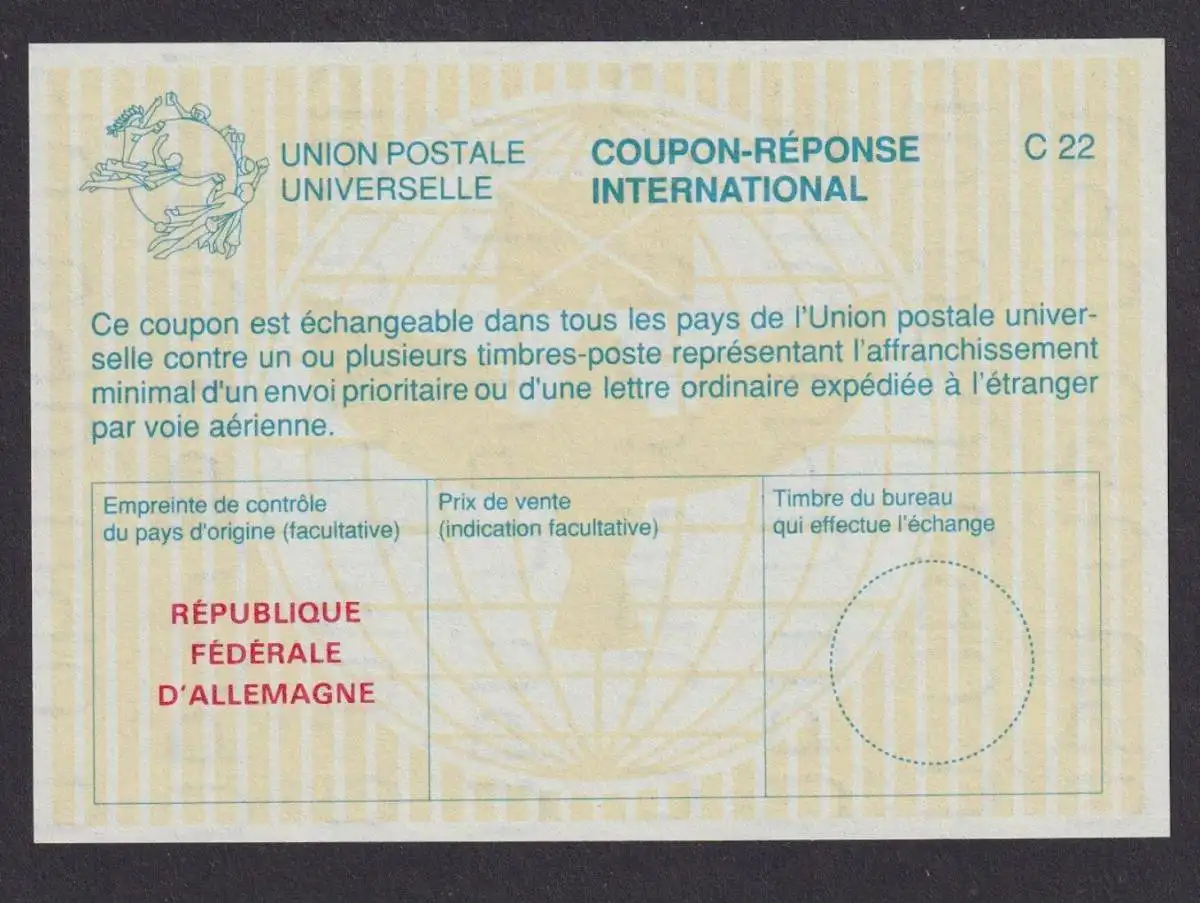 UNION POSTALE
UNIVERSELLE
COUPON-RÉPONSE
INTERNATIONAL
C 22
Ce coupon est échangeable dans tous les pays de l'Union postale univer-
selle contre un ou plusieurs timbres-poste représentant l'affranchissement
minimal d'un envoi prioritaire ou d'une lettre ordinaire expédiée à l'étranger
par voie aérienne.
Empreinte de contrôle
du pays d'origine (facultative)
Prix de vente
(indication facultative)
Timbre du bureau
qui effectue l'échange
RÉPUBLIQUE
FÉDÉRALE
D'ALLEMAGNE